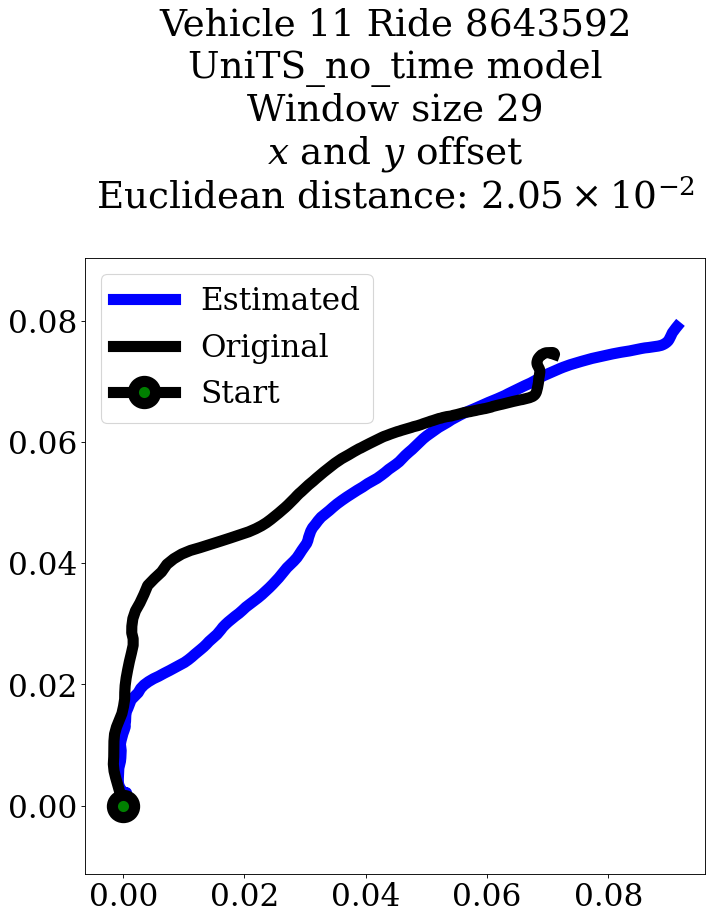 Vehicle 11 Ride 8643592
UniTS_no_time model
Window size 29
x and y offset
Euclidean distance: 2.05 × 10⁻²
Estimated
Original
Start
0.08
0.06
0.04
0.02
0.00
0.00 0.02 0.04 0.06 0.08